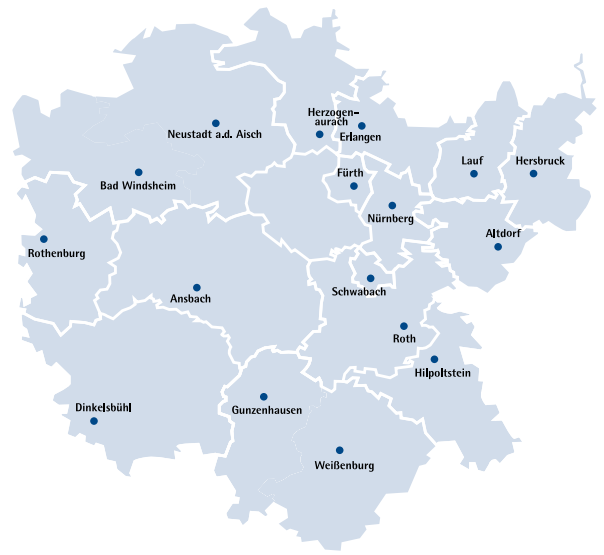 Herzogen-
aurach
Neustadt a.d. Aisch
Erlangen
Lauf
Hersbruck
Bad Windsheim
Fürth
Nürnberg
Altdorf
Rothenburg
Ansbach
Schwabach
Roth
Hilpoltstein
Dinkelsbühl
Gunzenhausen
Weißenburg